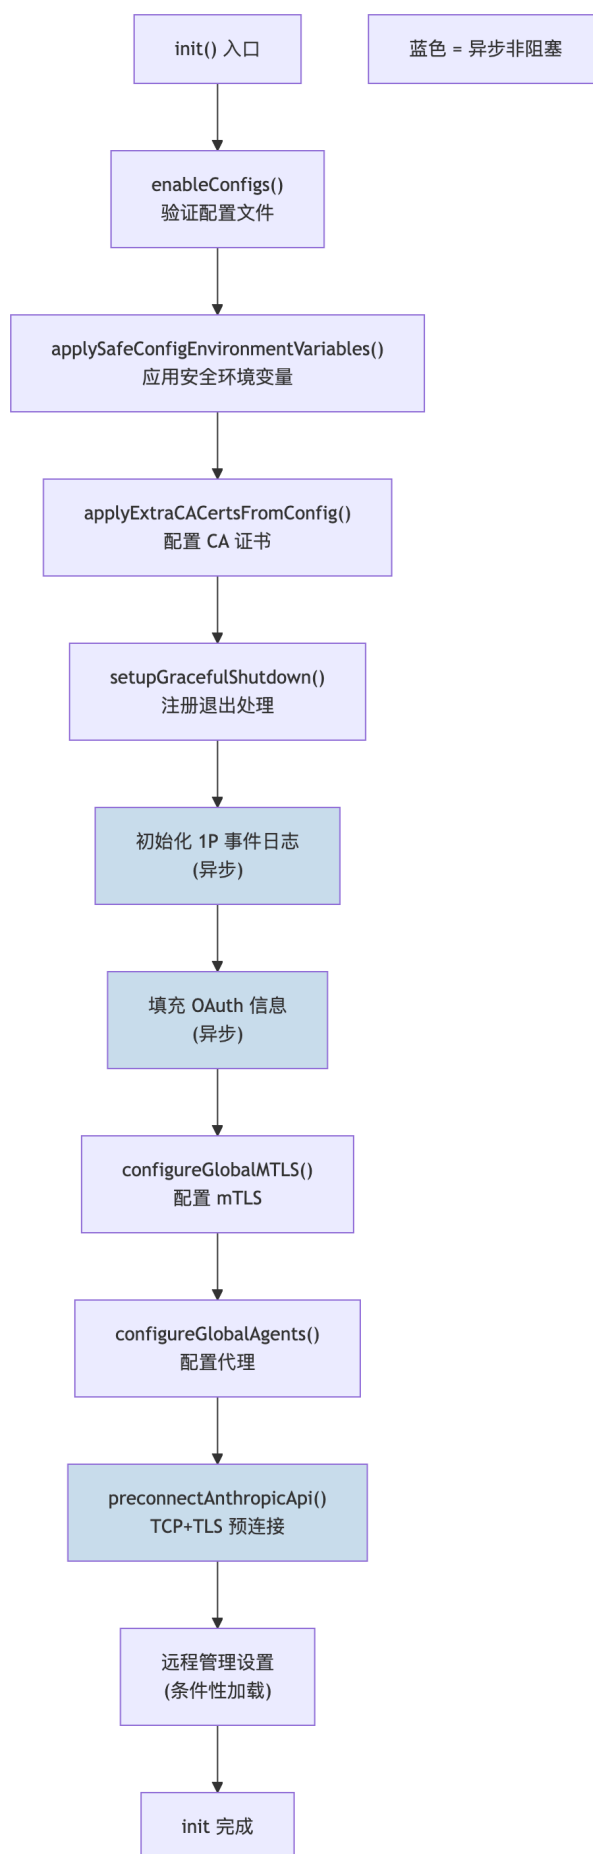 init() 入口
蓝色 = 异步非阻塞
enableConfigs()
验证配置文件
applySafeConfigEnvironmentVariables()
应用安全环境变量
applyExtraCACertsFromConfig()
配置 CA 证书
setupGracefulShutdown()
注册退出处理
初始化 1P 事件日志
(异步)
填充 OAuth 信息
(异步)
configureGlobalMTLS()
配置 mTLS
configureGlobalAgents()
配置代理
preconnectAnthropicApi()
TCP+TLS 预连接
远程管理设置
(条件性加载)
init 完成